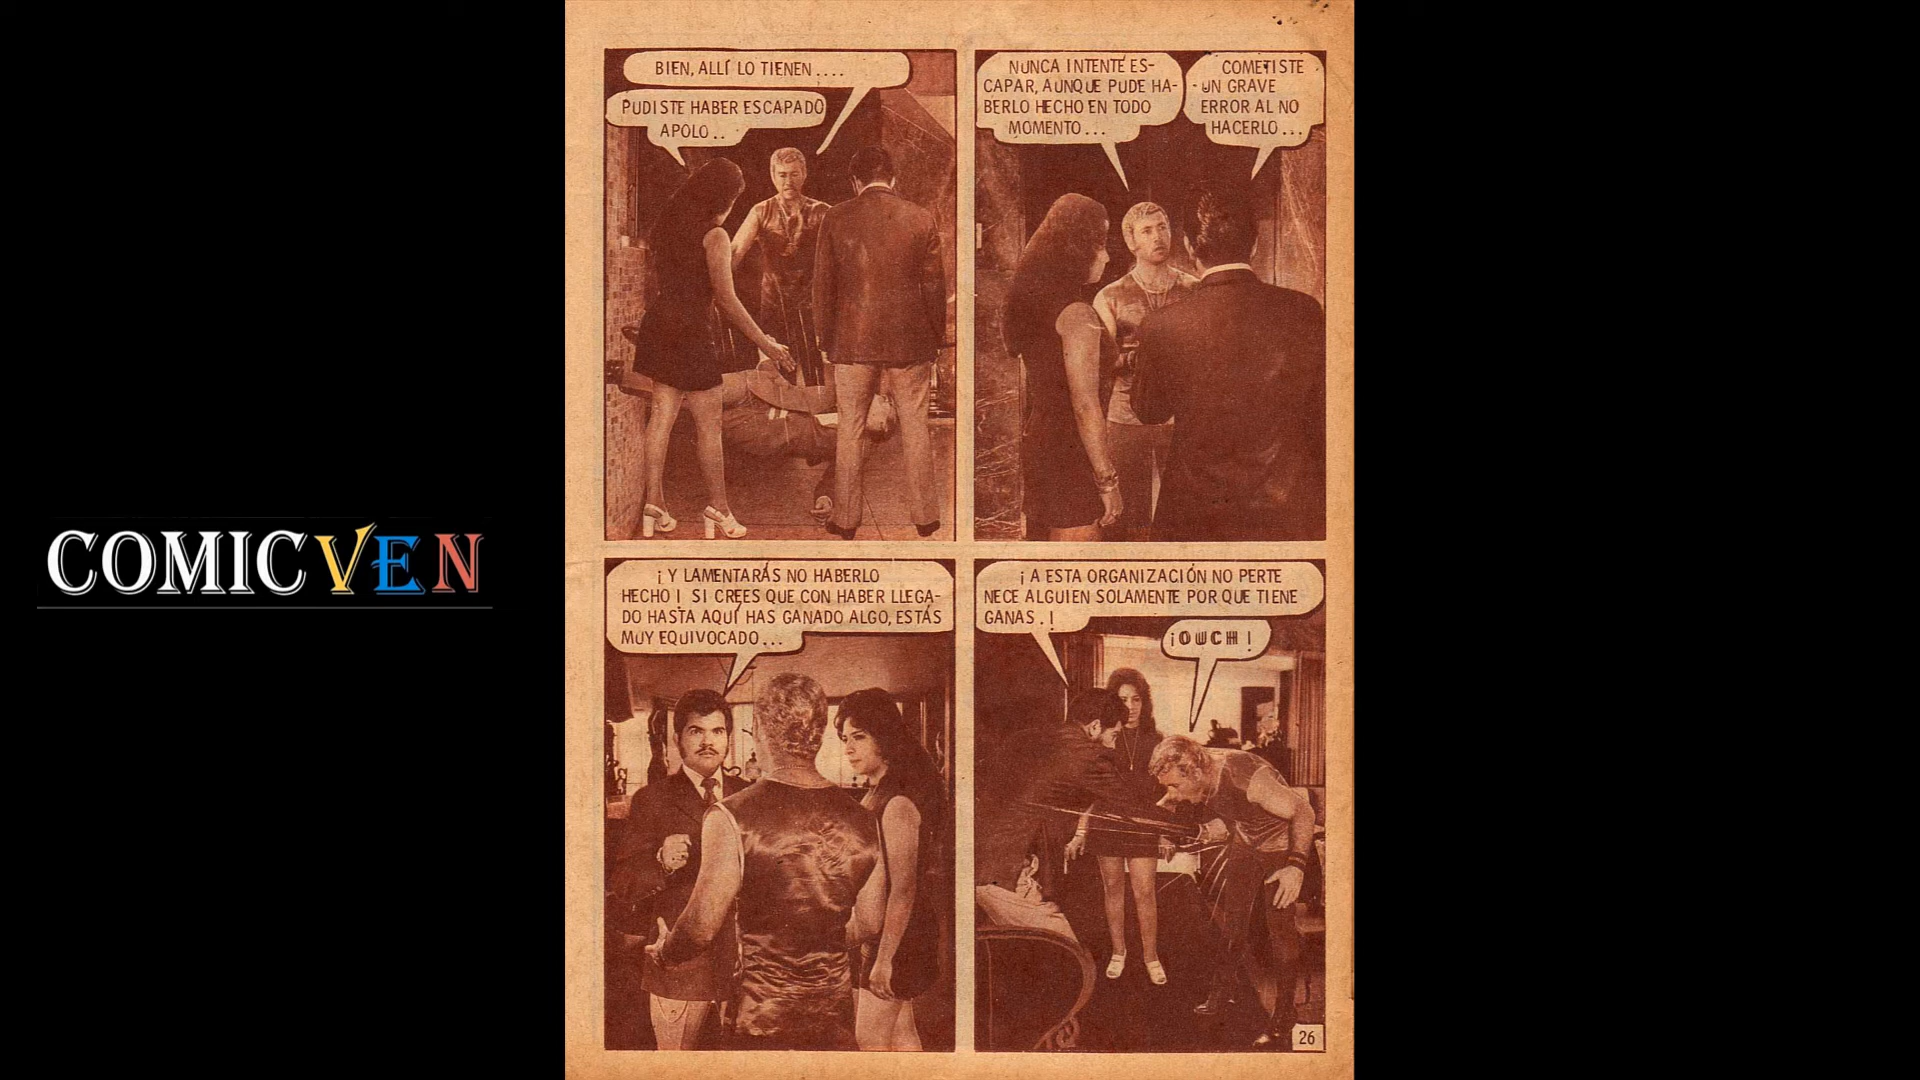 COMICVEN
BIEN, ALLÍ LO TIENEN ....
PUDISTE HABER ESCAPADO
APOLO ..
NUNCA INTENTÉ ES-
CAPAR, AUNQUE PUDE HA-
BERLO HECHO EN TODO
MOMENTO ...
COMETISTE
UN GRAVE
ERROR AL NO
HACERLO ...
¡ Y LAMENTARÁS NO HABERLO
HECHO ! SI CREES QUE CON HABER LLEGA-
DO HASTA AQUÍ HAS GANADO ALGO, ESTÁS
MUY EQUIVOCADO ...
¡ A ESTA ORGANIZACIÓN NO PERTE
NECE ALGUIEN SOLAMENTE POR QUE TIENE
GANAS . !
¡OUCH !
26